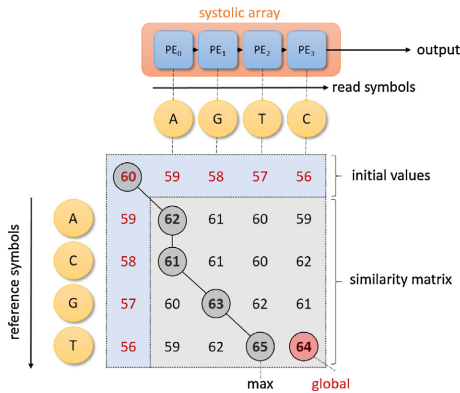 systolic array
PE0 PE1 PE2 PE3 output
read symbols
A G T C
60 59 58 57 56 initial values
A 59 62 61 60 59
C 58 61 61 60 62
similarity matrix
G 57 60 63 62 61
T 56 59 62 65 64
max global
reference symbols